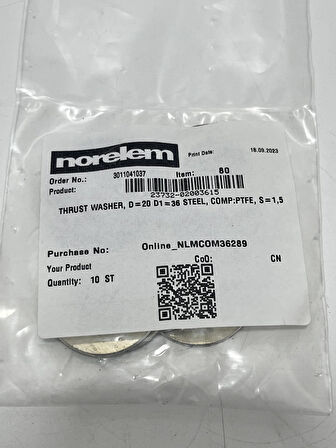 norelem
Print Date: 18.09.2023
Order No.: 3011041037 Item: 80
Product: 23732-02003615
THRUST WASHER, D=20 D1=36 STEEL, COMP:PTFE, S=1,5
Purchase No: Online_NLMCOM36289
Your Product CoO: CN
Quantity: 10 ST